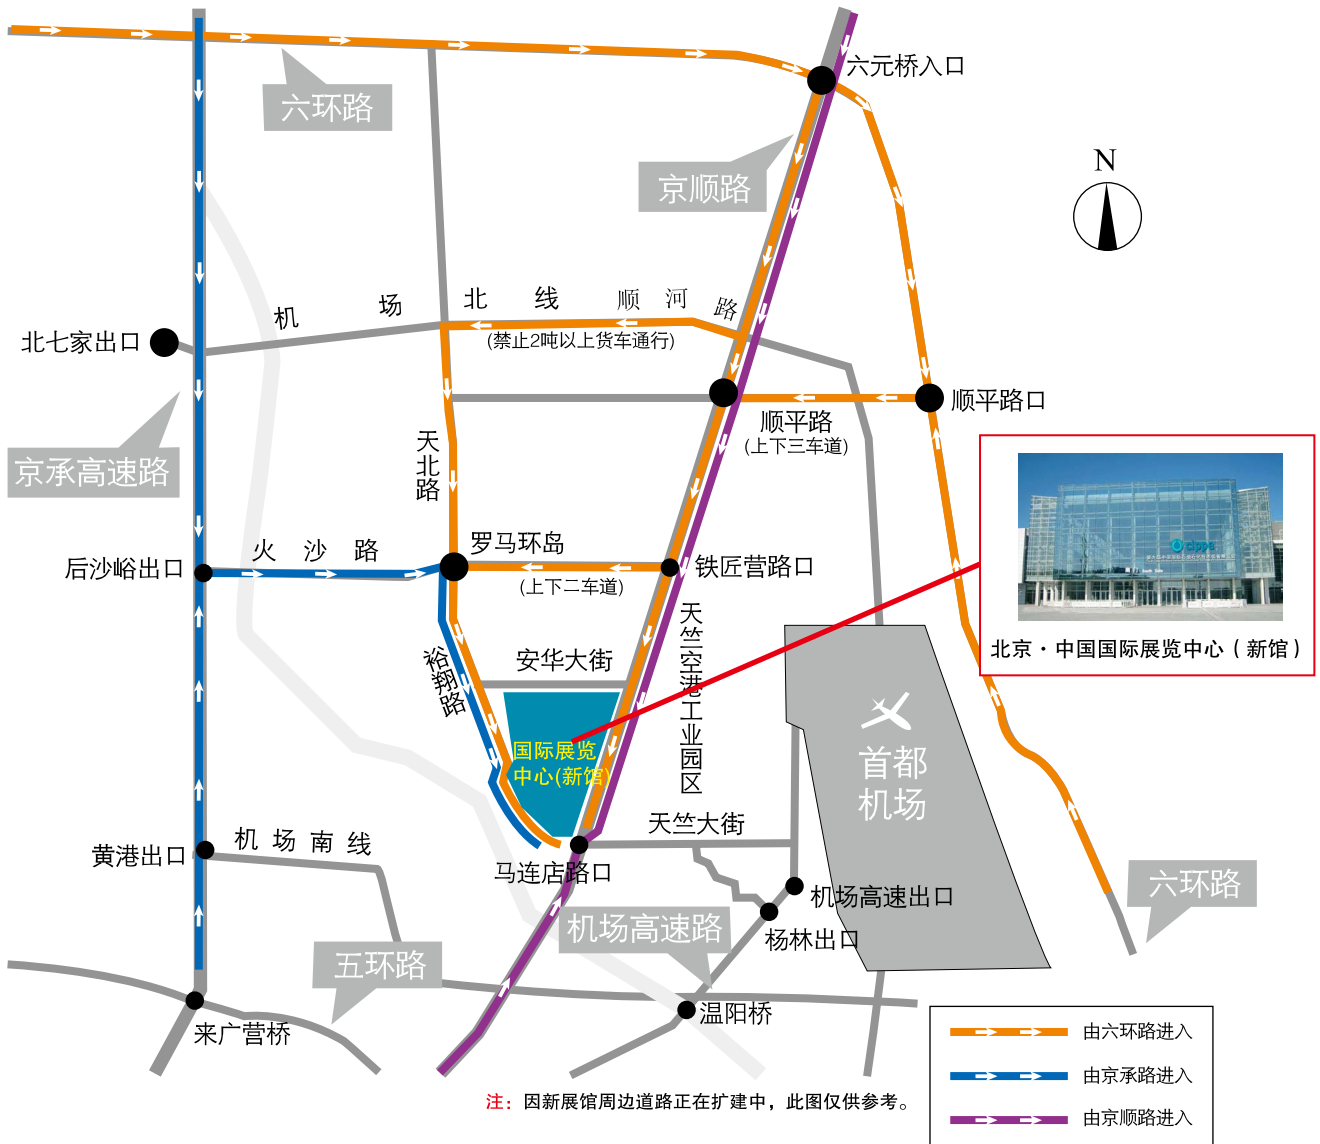 六元桥入口
六环路
N
京顺路
机场北线
顺河路
北七家出口
(禁止2吨以上货车通行)
顺平路口
顺平路
(上下三车道)
天北路
京承高速路
cippe
罗马环岛
火沙路
后沙峪出口
铁匠营路口
(上下二车道)
天竺空港工业园区
北京·中国国际展览中心（新馆）
安华大街
裕翔路
国际展览
中心(新馆)
首都
机场
天竺大街
机场南线
黄港出口
马连店路口
六环路
机场高速出口
机场高速路
杨林出口
五环路
温阳桥
来广营桥
由六环路进入
由京承路进入
由京顺路进入
注：因新展馆周边道路正在扩建中，此图仅供参考。